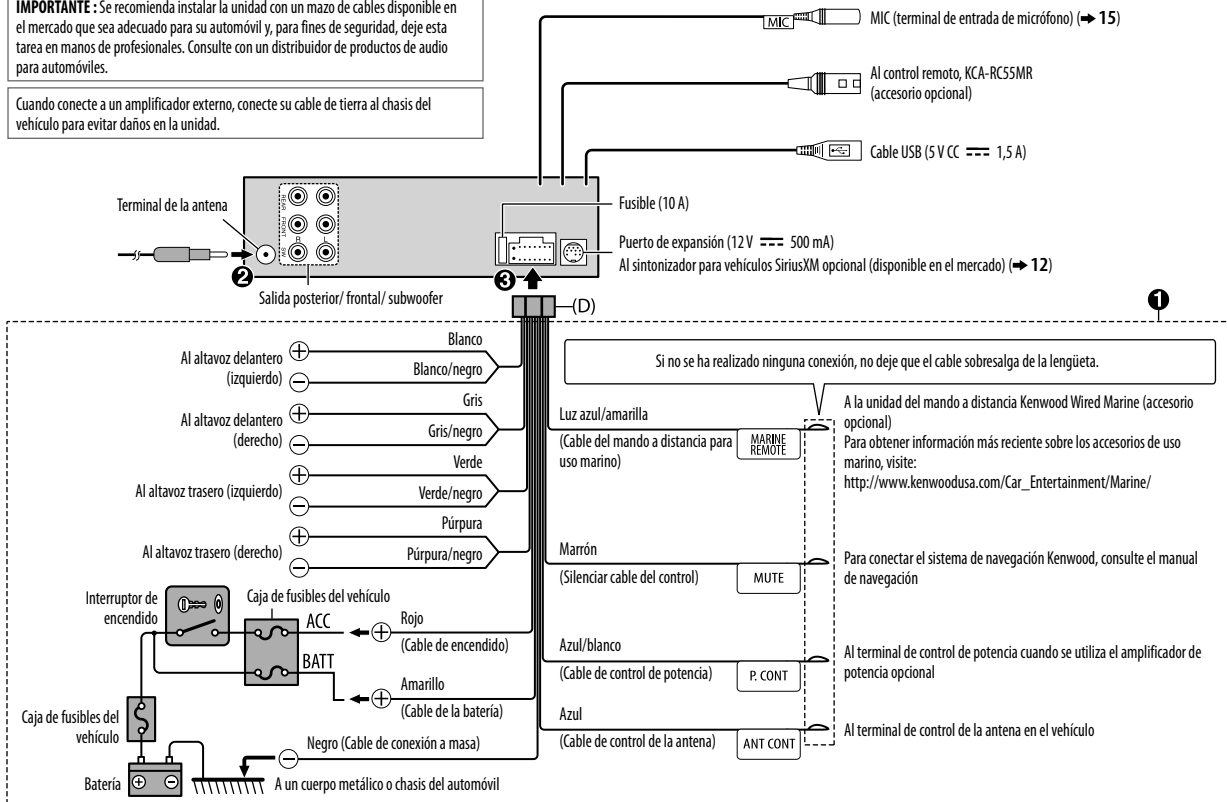 IMPORTANTE : Se recomienda instalar la unidad con un mazo de cables disponible en
el mercado que sea adecuado para su automóvil y, para fines de seguridad, deje esta
tarea en manos de profesionales. Consulte con un distribuidor de productos de audio
para automóviles.
Cuando conecte a un amplificador externo, conecte su cable de tierra al chasis del
vehículo para evitar daños en la unidad.
MIC
MIC (terminal de entrada de micrófono) (➜ 15)
Al control remoto, KCA-RC55MR
(accesorio opcional)
Cable USB (5 V CC ⎓ 1,5 A)
Terminal de la antena
REAR
FRONT
R
L
SW
Fusible (10 A)
Puerto de expansión (12 V ⎓ 500 mA)
Al sintonizador para vehículos SiriusXM opcional (disponible en el mercado) (➜ 12)
❷
❸
Salida posterior/ frontal/ subwoofer
(D)
❶
Si no se ha realizado ninguna conexión, no deje que el cable sobresalga de la lengüeta.
Al altavoz delantero
(izquierdo)
Blanco
Blanco/negro
Al altavoz delantero
(derecho)
Gris
Gris/negro
Al altavoz trasero (izquierdo)
Verde
Verde/negro
Al altavoz trasero (derecho)
Púrpura
Púrpura/negro
Luz azul/amarilla
(Cable del mando a distancia para
uso marino)
MARINE
REMOTE
A la unidad del mando a distancia Kenwood Wired Marine (accesorio
opcional)
Para obtener información más reciente sobre los accesorios de uso
marino, visite:
http://www.kenwoodusa.com/Car_Entertainment/Marine/
Marrón
(Silenciar cable del control)
MUTE
Para conectar el sistema de navegación Kenwood, consulte el manual
de navegación
Azul/blanco
(Cable de control de potencia)
P. CONT
Al terminal de control de potencia cuando se utiliza el amplificador de
potencia opcional
Azul
(Cable de control de la antena)
ANT CONT
Al terminal de control de la antena en el vehículo
Interruptor de
encendido
Caja de fusibles del vehículo
ACC
Rojo
(Cable de encendido)
BATT
Amarillo
(Cable de la batería)
Caja de fusibles del
vehículo
Negro (Cable de conexión a masa)
Batería
A un cuerpo metálico o chasis del automóvil